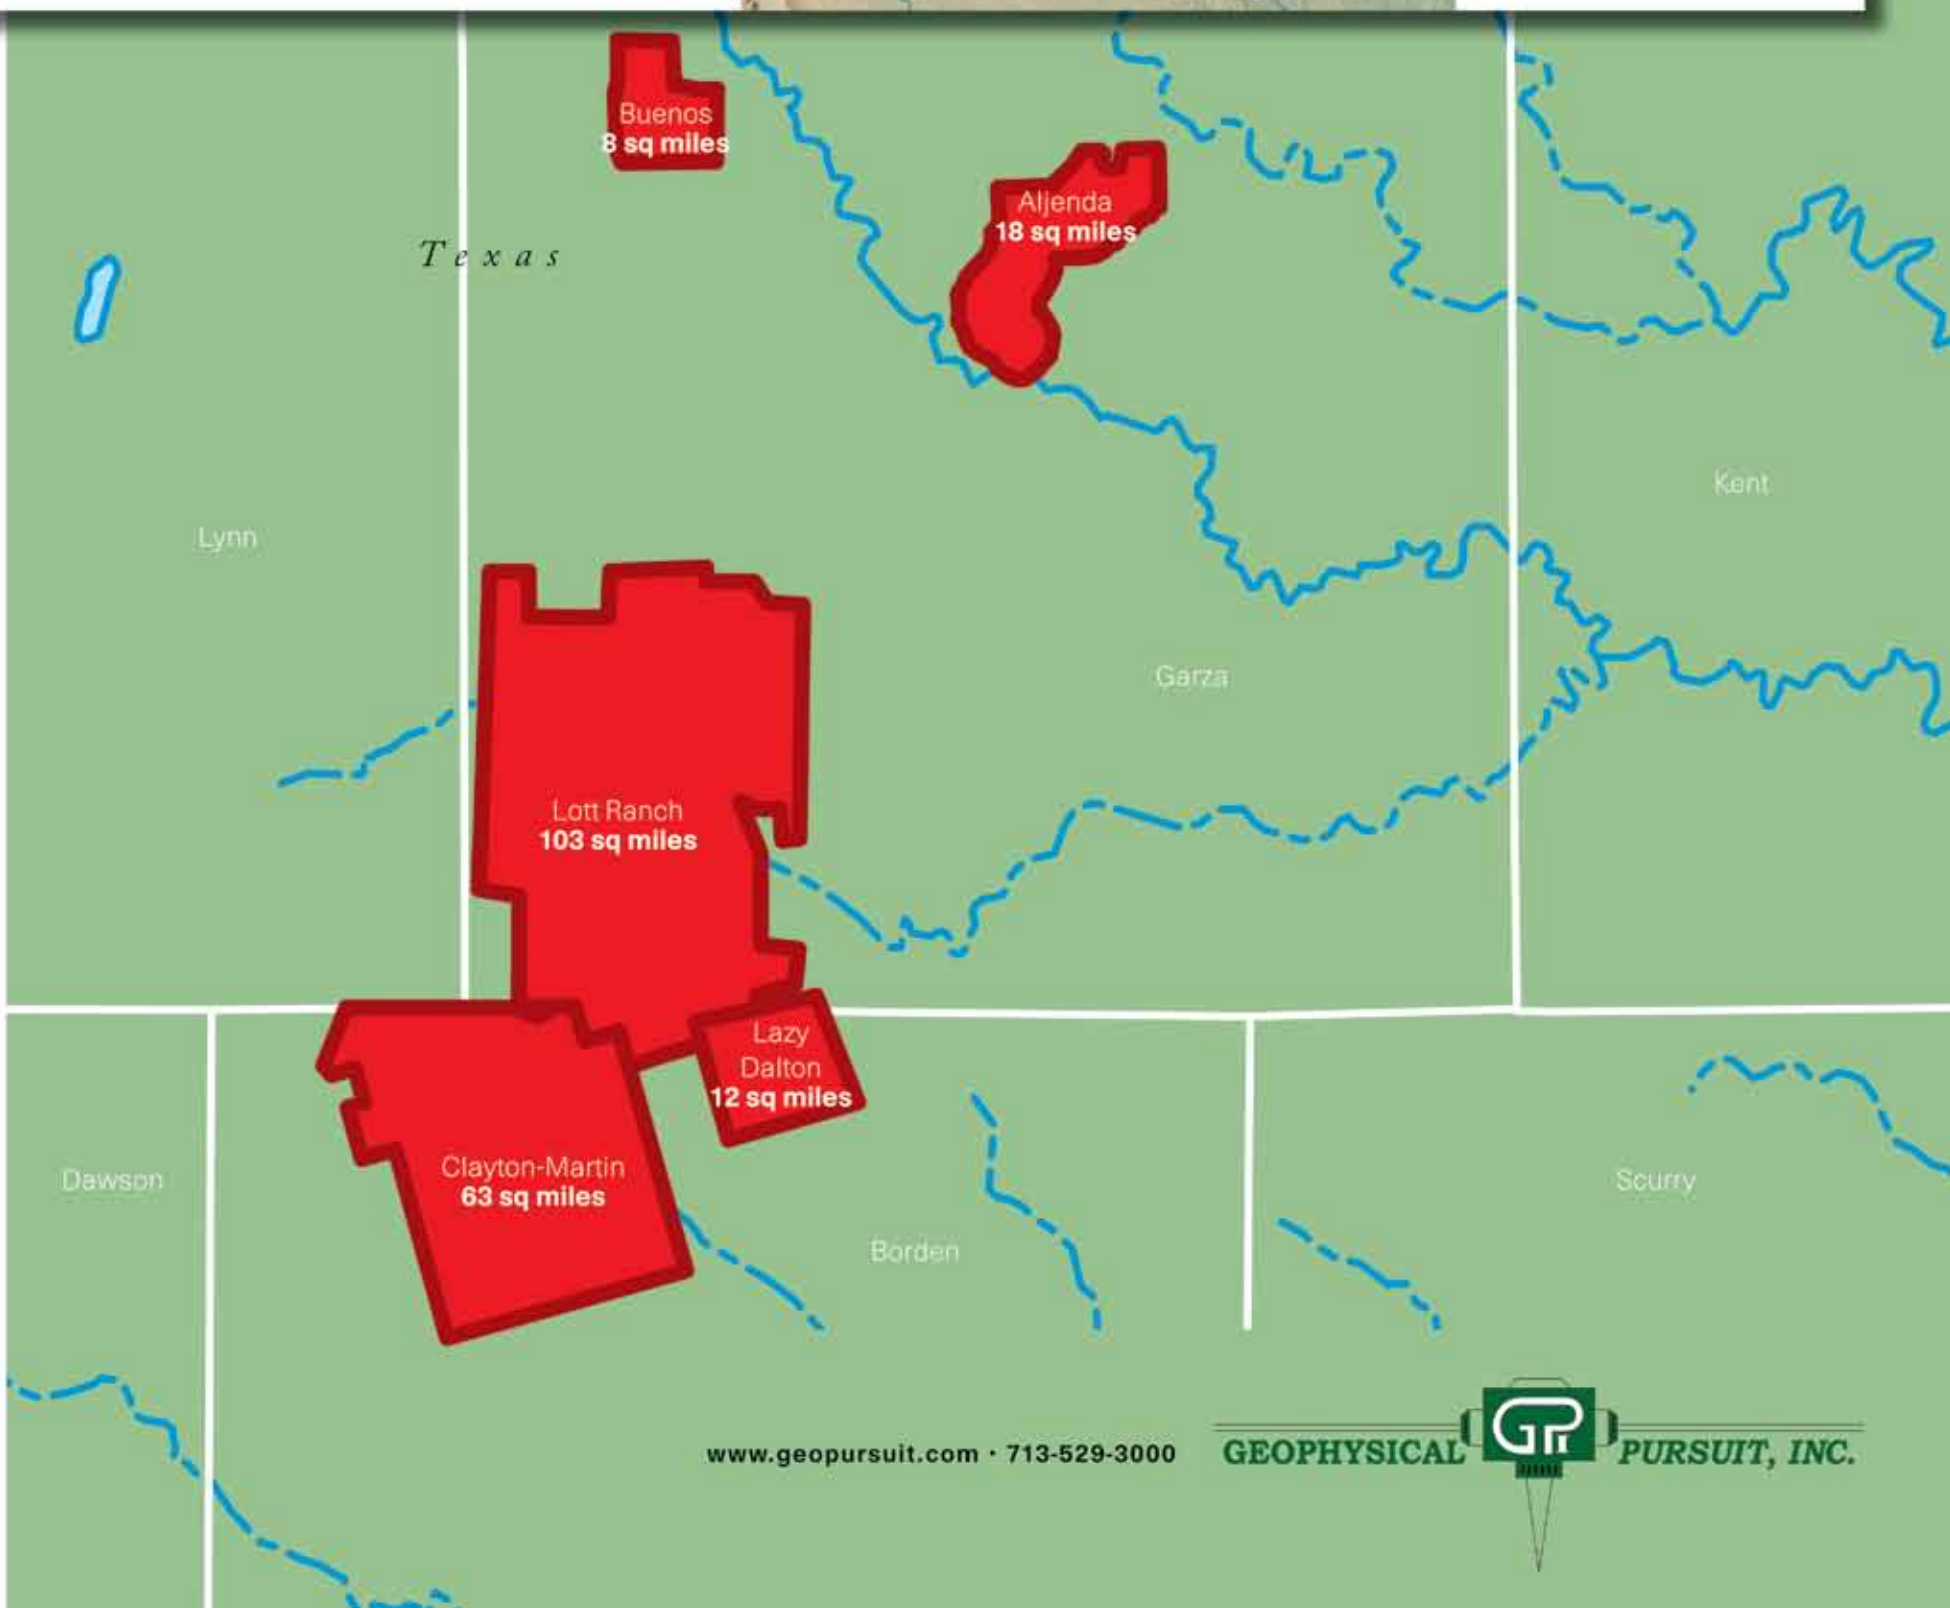 Buenos
8 sq miles
Aljenda
18 sq miles
Texas
Kent
Lynn
Garza
Lott Ranch
103 sq miles
Lazy
Dalton
12 sq miles
Clayton-Martin
63 sq miles
Dawson
Scurry
Borden
www.geopursuit.com • 713-529-3000
GEOPHYSICAL GPI PURSUIT, INC.